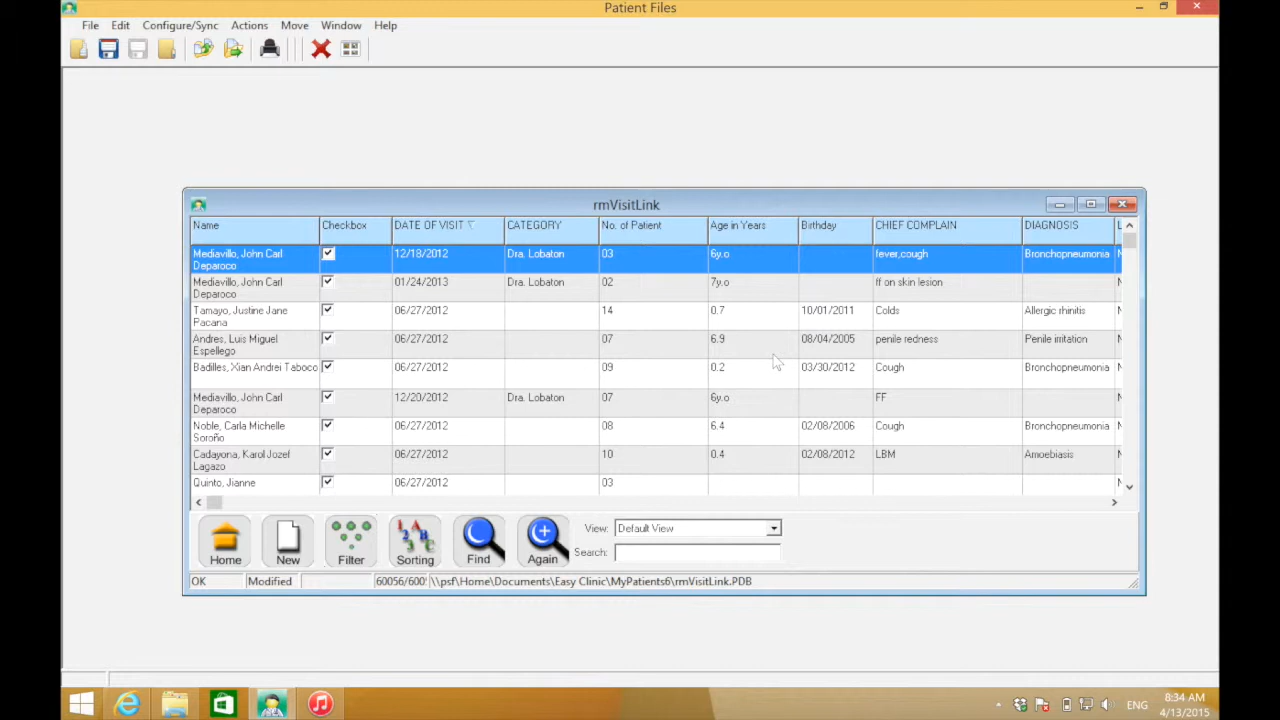 Patient Files
File Edit Configure/Sync Actions Move Window Help
rmVisitLink
Name Checkbox DATE OF VISIT CATEGORY No. of Patient Age in Years Birthday CHIEF COMPLAIN DIAGNOSIS
Mediavillo, John Carl 12/18/2012 Dra. Lobaton 03 6y.o fever,cough Bronchopneumonia
Deparoco
Mediavillo, John Carl 01/24/2013 Dra. Lobaton 02 7y.o ff on skin lesion
Deparoco
Tamayo, Justine Jane 06/27/2012 14 0.7 10/01/2011 Colds Allergic rhinitis
Pacana
Andres, Luis Miguel 06/27/2012 07 6.9 08/04/2005 penile redness Penile irritation
Espellego
Badilles, Xian Andrei Taboco 06/27/2012 09 0.2 03/30/2012 Cough Bronchopneumonia
Mediavillo, John Carl 12/20/2012 Dra. Lobaton 07 6y.o FF
Deparoco
Noble, Carla Michelle 06/27/2012 08 6.4 02/08/2006 Cough Bronchopneumonia
Soroño
Cadayona, Karol Jozef 06/27/2012 10 0.4 02/08/2012 LBM Amoebiasis
Lagazo
Quinto, Jianne 06/27/2012 03
View: Default View
Search:
Home New Filter Sorting Find Again
OK Modified 60056/600 \\psf\Home\Documents\Easy Clinic\MyPatients6\rmVisitLink.PDB
ENG 8:34 AM
4/13/2015